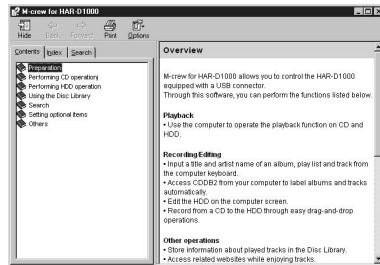 M-crew for HAR-D1000
Hide Back Forward Print Options
Contents Index Search
Preparation
Performing CD operationj
Performing HDD operation
Using the Disc Library
Search
Setting optional items
Others
Overview
M-crew for HAR-D1000 allows you to control the HAR-D1000
equipped with a USB connector.
Through this software, you can perform the functions listed below.
Playback
• Use the computer to operate the playback function on CD and
HDD.
Recording/Editing
• Input a title and artist name of an album, play list and track from
the computer keyboard.
• Access CDDB2 from your computer to label albums and tracks
automatically.
• Edit the HDD on the computer screen.
• Record from a CD to the HDD through easy drag-and-drop
operations.
Other operations
• Store information about played tracks in the Disc Library.
• Access related websites while enjoying tracks.